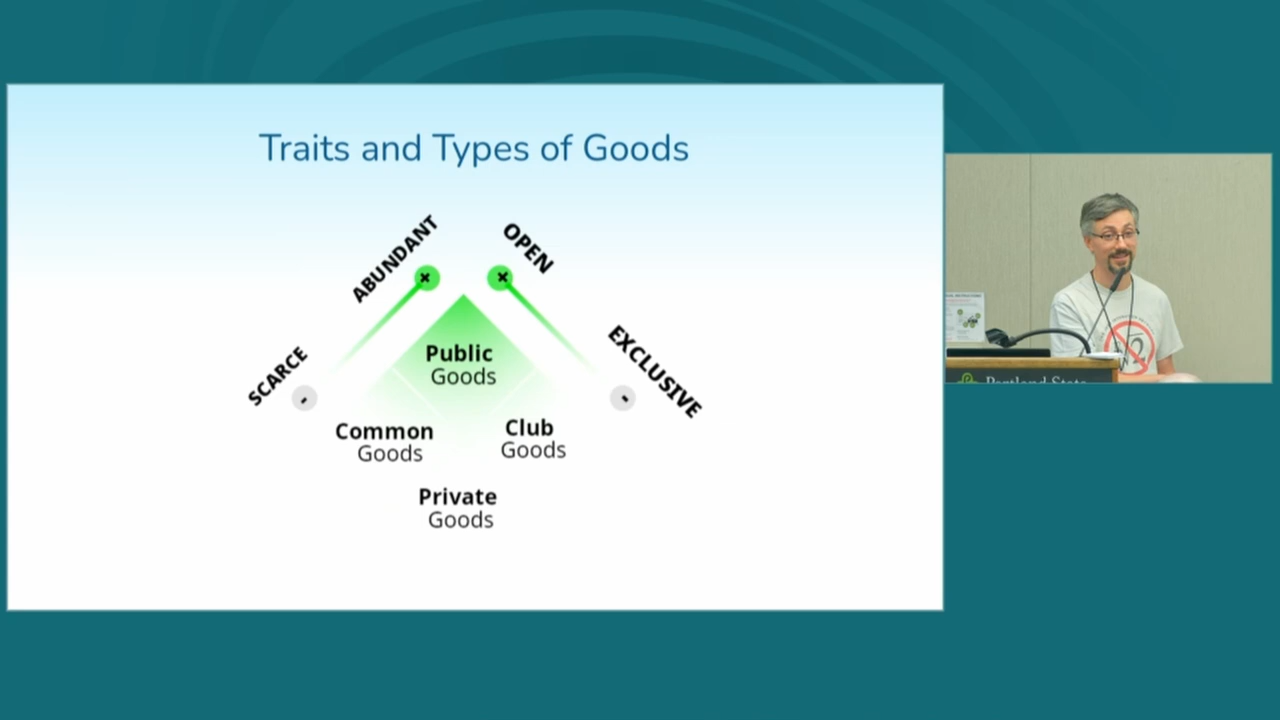 Traits and Types of Goods
ABUNDANT
OPEN
SCARCE
EXCLUSIVE
Public
Goods
Common
Goods
Club
Goods
Private
Goods
Portland State